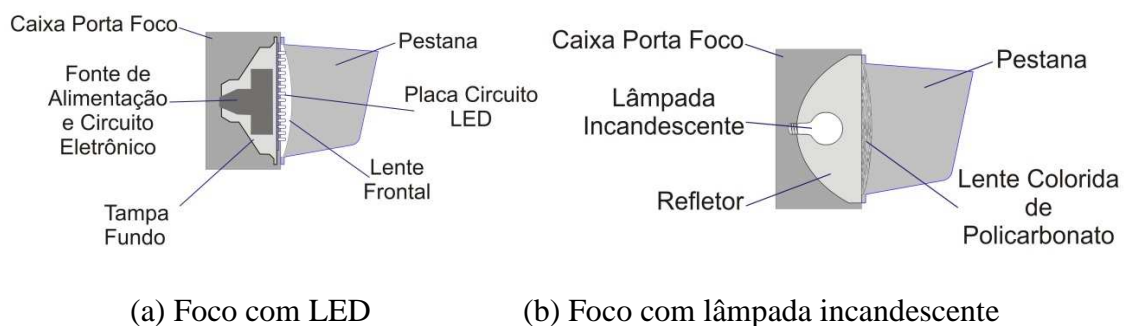 Caixa Porta Foco
Fonte de
Alimentação
e Circuito
Eletrônico
Tampa
Fundo
Pestana
Placa Circuito
LED
Lente
Frontal
(a) Foco com LED
Caixa Porta Foco
Lâmpada
Incandescente
Refletor
Pestana
Lente Colorida
de
Policarbonato
(b) Foco com lâmpada incandescente